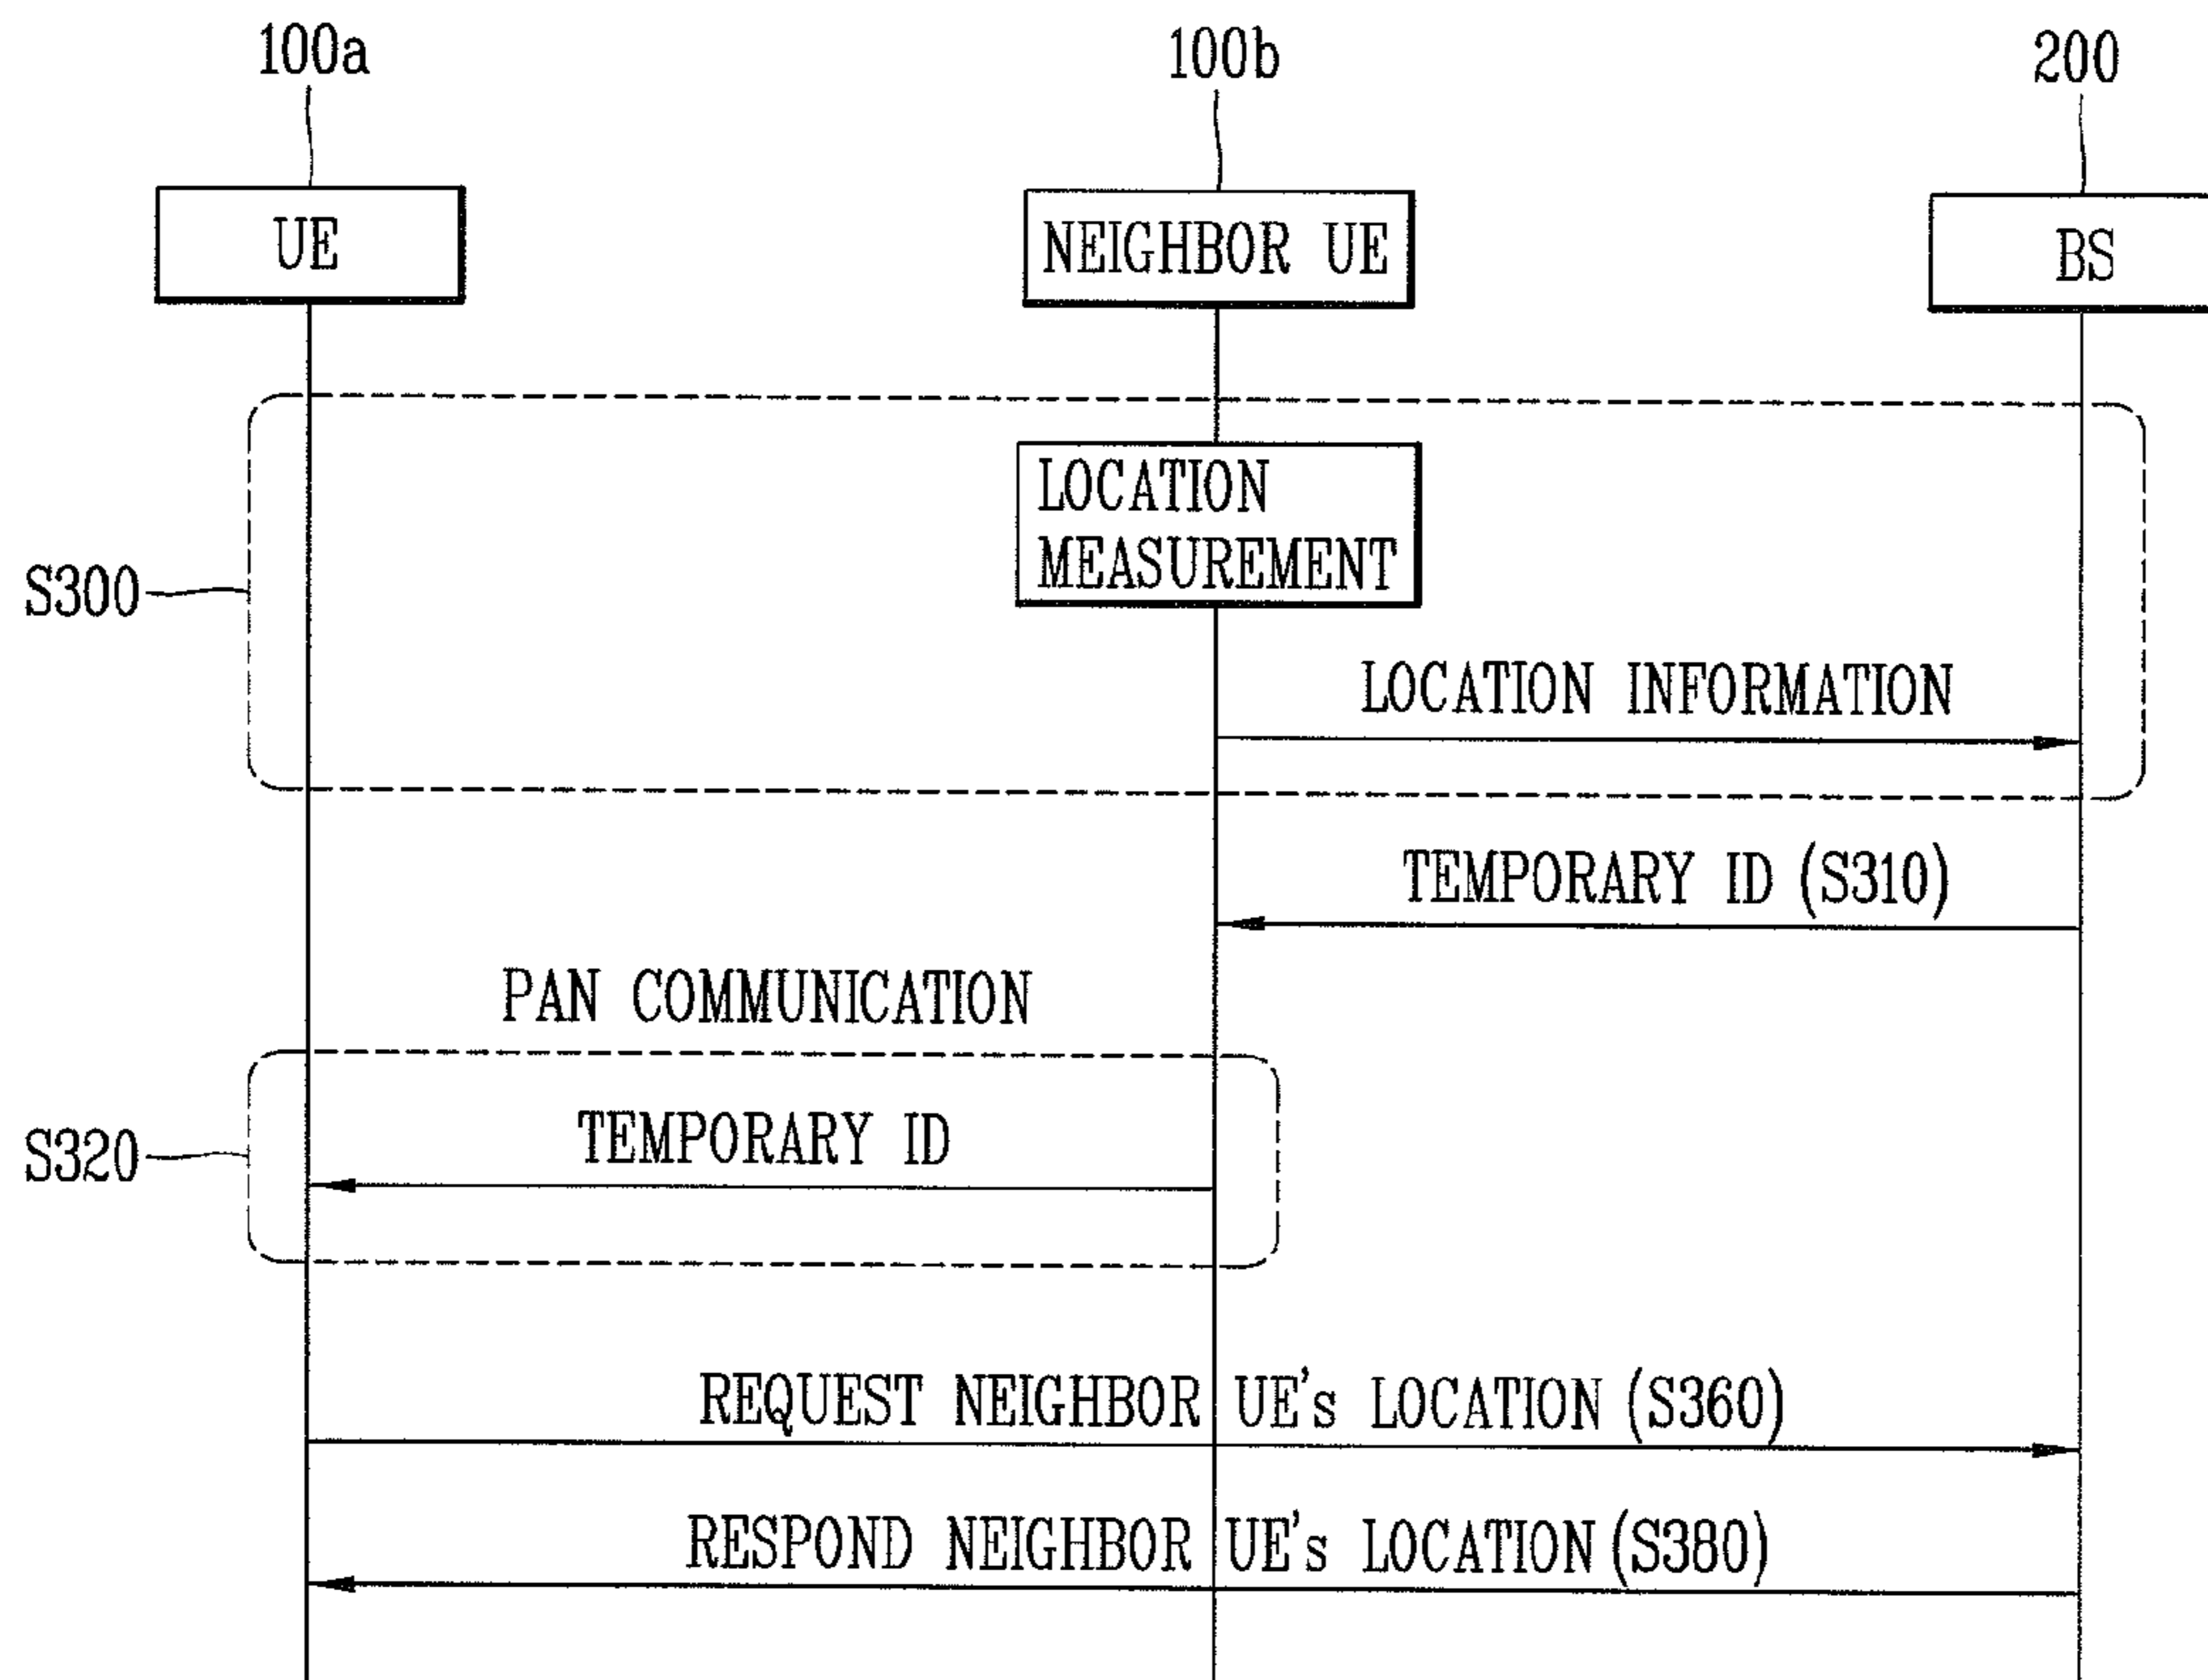 100a
100b
200
UE
NEIGHBOR UE
BS
LOCATION
MEASUREMENT
S300
LOCATION INFORMATION
TEMPORARY ID (S310)
PAN COMMUNICATION
TEMPORARY ID
S320
REQUEST NEIGHBOR UE's LOCATION (S360)
RESPOND NEIGHBOR UE's LOCATION (S380)